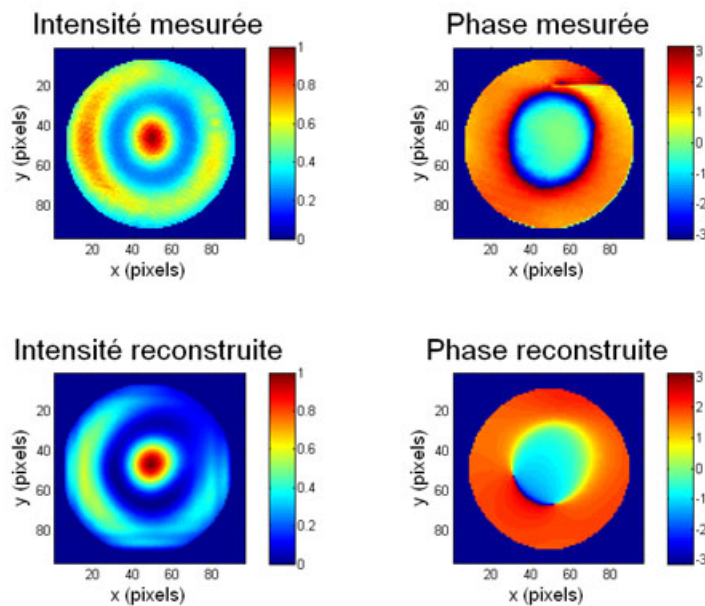 Intensité mesurée
1
0.8
0.6
0.4
0.2
0
20
40
60
80
y (pixels)
20 40 60 80
x (pixels)
Phase mesurée
3
2
1
0
-1
-2
-3
20
40
60
80
y (pixels)
20 40 60 80
x (pixels)
Intensité reconstruite
1
0.8
0.6
0.4
0.2
0
20
40
60
80
y (pixels)
20 40 60 80
x (pixels)
Phase reconstruite
3
2
1
0
-1
-2
-3
20
40
60
80
y (pixels)
20 40 60 80
x (pixels)